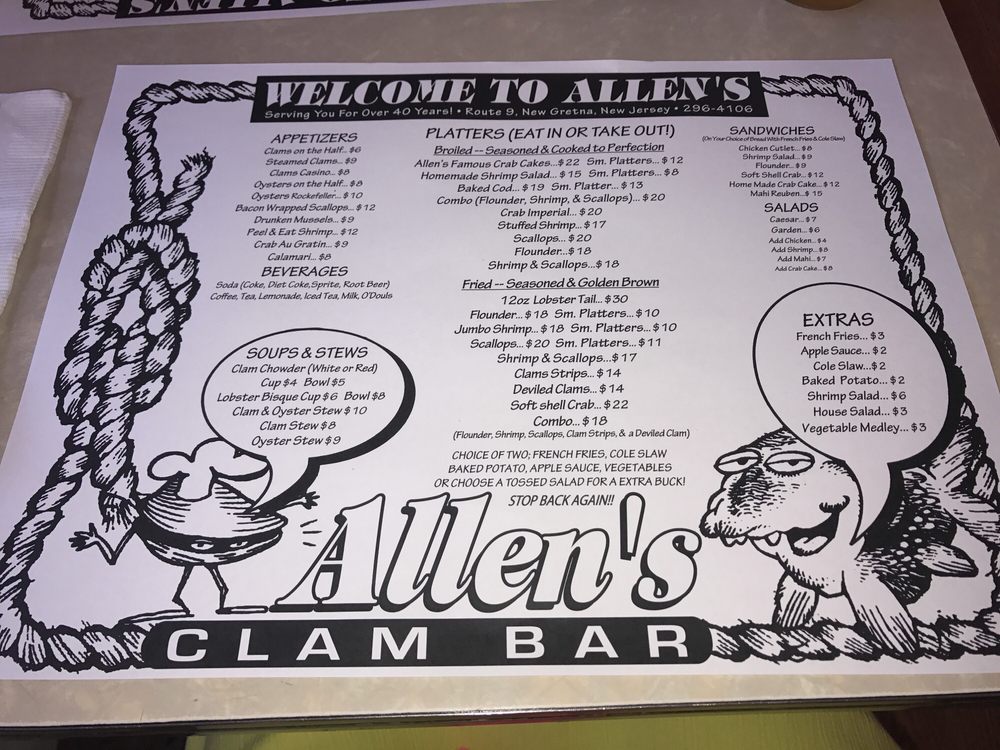 WELCOME TO ALLEN'S
Serving You For Over 40 Years! • Route 9, New Gretna, New Jersey • 296-4106
APPETIZERS
Clams on the Half... $6
Steamed Clams... $9
Clams Casino... $8
Oysters on the Half... $8
Oysters Rockefeller... $10
Bacon Wrapped Scallops... $12
Drunken Mussels... $9
Peel & Eat Shrimp... $12
Crab Au Gratin... $9
Calamari... $8
BEVERAGES
Soda (Coke, Diet Coke, Sprite, Root Beer)
Coffee, Tea, Lemonade, Iced Tea, Milk, O'Douls
SOUPS & STEWS
Clam Chowder (White or Red)
Cup $4 Bowl $5
Lobster Bisque Cup $6 Bowl $8
Clam & Oyster Stew $10
Clam Stew $8
Oyster Stew $9
PLATTERS (EAT IN OR TAKE OUT!)
Broiled -- Seasoned & Cooked to Perfection
Allen's Famous Crab Cakes... $22 Sm. Platters... $12
Homemade Shrimp Salad... $15 Sm. Platters... $8
Baked Cod... $19 Sm. Platter... $13
Combo (Flounder, Shrimp, & Scallops)... $20
Crab Imperial... $20
Stuffed Shrimp... $17
Scallops... $20
Flounder... $18
Shrimp & Scallops... $18
Fried -- Seasoned & Golden Brown
12oz Lobster Tail... $30
Flounder... $18 Sm. Platters... $10
Jumbo Shrimp... $18 Sm. Platters... $10
Scallops... $20 Sm. Platters... $11
Shrimp & Scallops... $17
Clams Strips... $14
Deviled Clams... $14
Soft shell Crab... $22
Combo... $18
(Flounder, Shrimp, Scallops, Clam Strips, & a Deviled Clam)
CHOICE OF TWO; FRENCH FRIES, COLE SLAW
BAKED POTATO, APPLE SAUCE, VEGETABLES
OR CHOOSE A TOSSED SALAD FOR A EXTRA BUCK!
STOP BACK AGAIN!!
SANDWICHES
(On Your Choice of Bread With French Fries & Cole Slaw)
Chicken Cutlet... $8
Shrimp Salad... $9
Flounder... $9
Soft Shell Crab... $12
Home Made Crab Cake... $12
Mahi Reuben... $15
SALADS
Caesar... $7
Garden... $6
Add Chicken... $4
Add Shrimp... $8
Add Mahi... $7
Add Crab Cake... $8
EXTRAS
French Fries... $3
Apple Sauce... $2
Cole Slaw... $2
Baked Potato... $2
Shrimp Salad... $6
House Salad... $3
Vegetable Medley... $3
Allen's
CLAM BAR